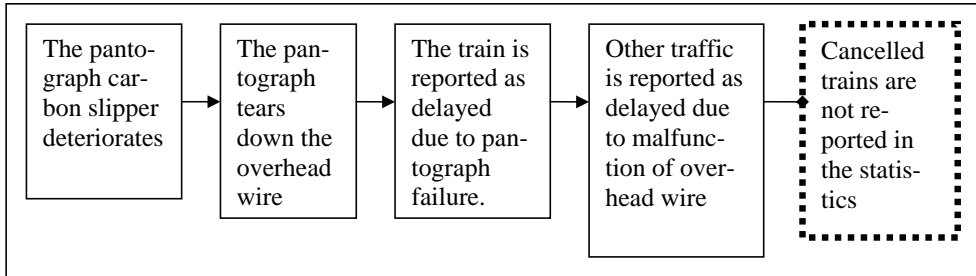 The panto-
graph car-
bon slipper
deteriorates
The pan-
tograph
tears
down the
overhead
wire
The train is
reported as
delayed
due to pan-
tograph
failure.
Other traffic
is reported as
delayed due
to malfunc-
tion of over-
head wire
Cancelled
trains are
not re-
ported in
the statis-
tics